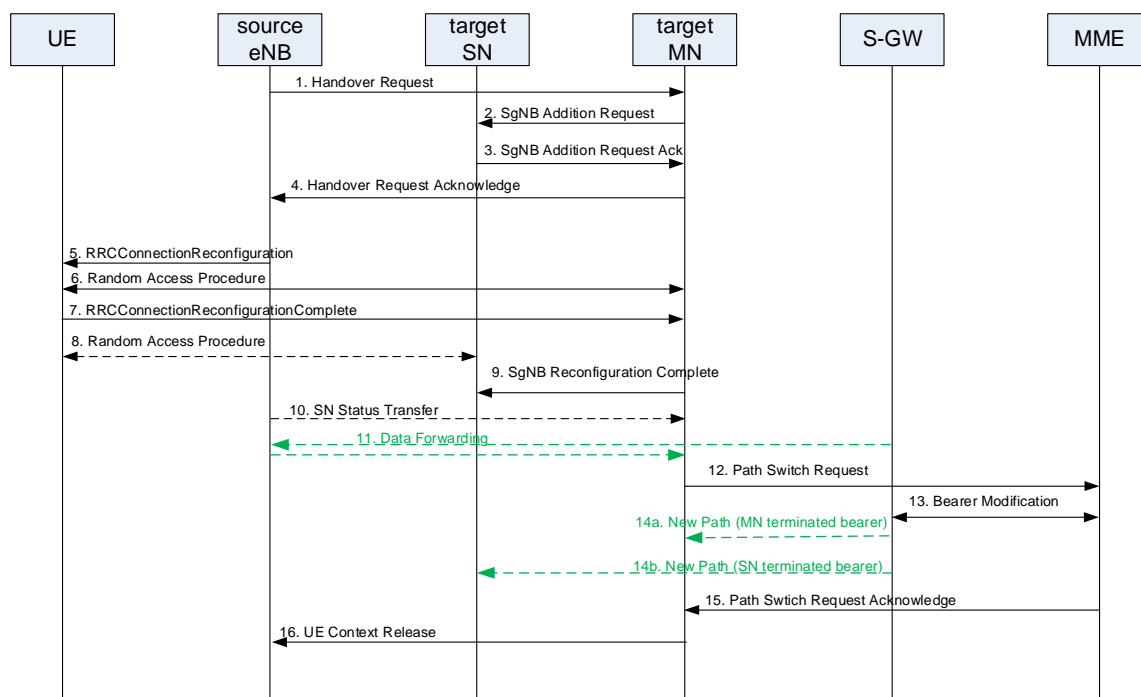 UE
source
eNB
target
SN
target
MN
S-GW
MME
1. Handover Request
2. SgNB Addition Request
3. SgNB Addition Request Ack
4. Handover Request Acknowledge
5. RRCConnectionReconfiguration
6. Random Access Procedure
7. RRCConnectionReconfigurationComplete
8. Random Access Procedure
9. SgNB Reconfiguration Complete
10. SN Status Transfer
11. Data Forwarding
12. Path Switch Request
13. Bearer Modification
14a. New Path (MN terminated bearer)
14b. New Path (SN terminated bearer)
15. Path Swtich Request Acknowledge
16. UE Context Release